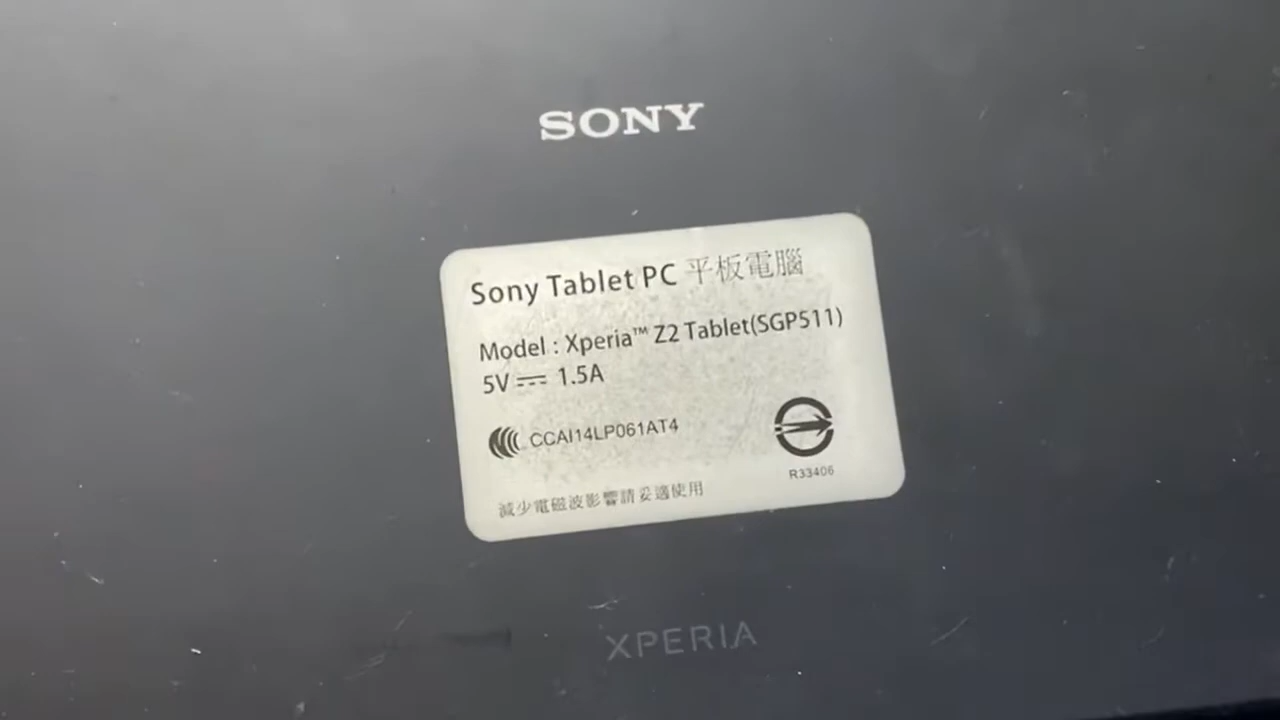 SONY
Sony Tablet PC 平板電腦
Model : Xperia™ Z2 Tablet(SGP511)
5V ⎓ 1.5A
CCAI14LP061AT4
R33406
減少電磁波影響請妥適使用
XPERIA